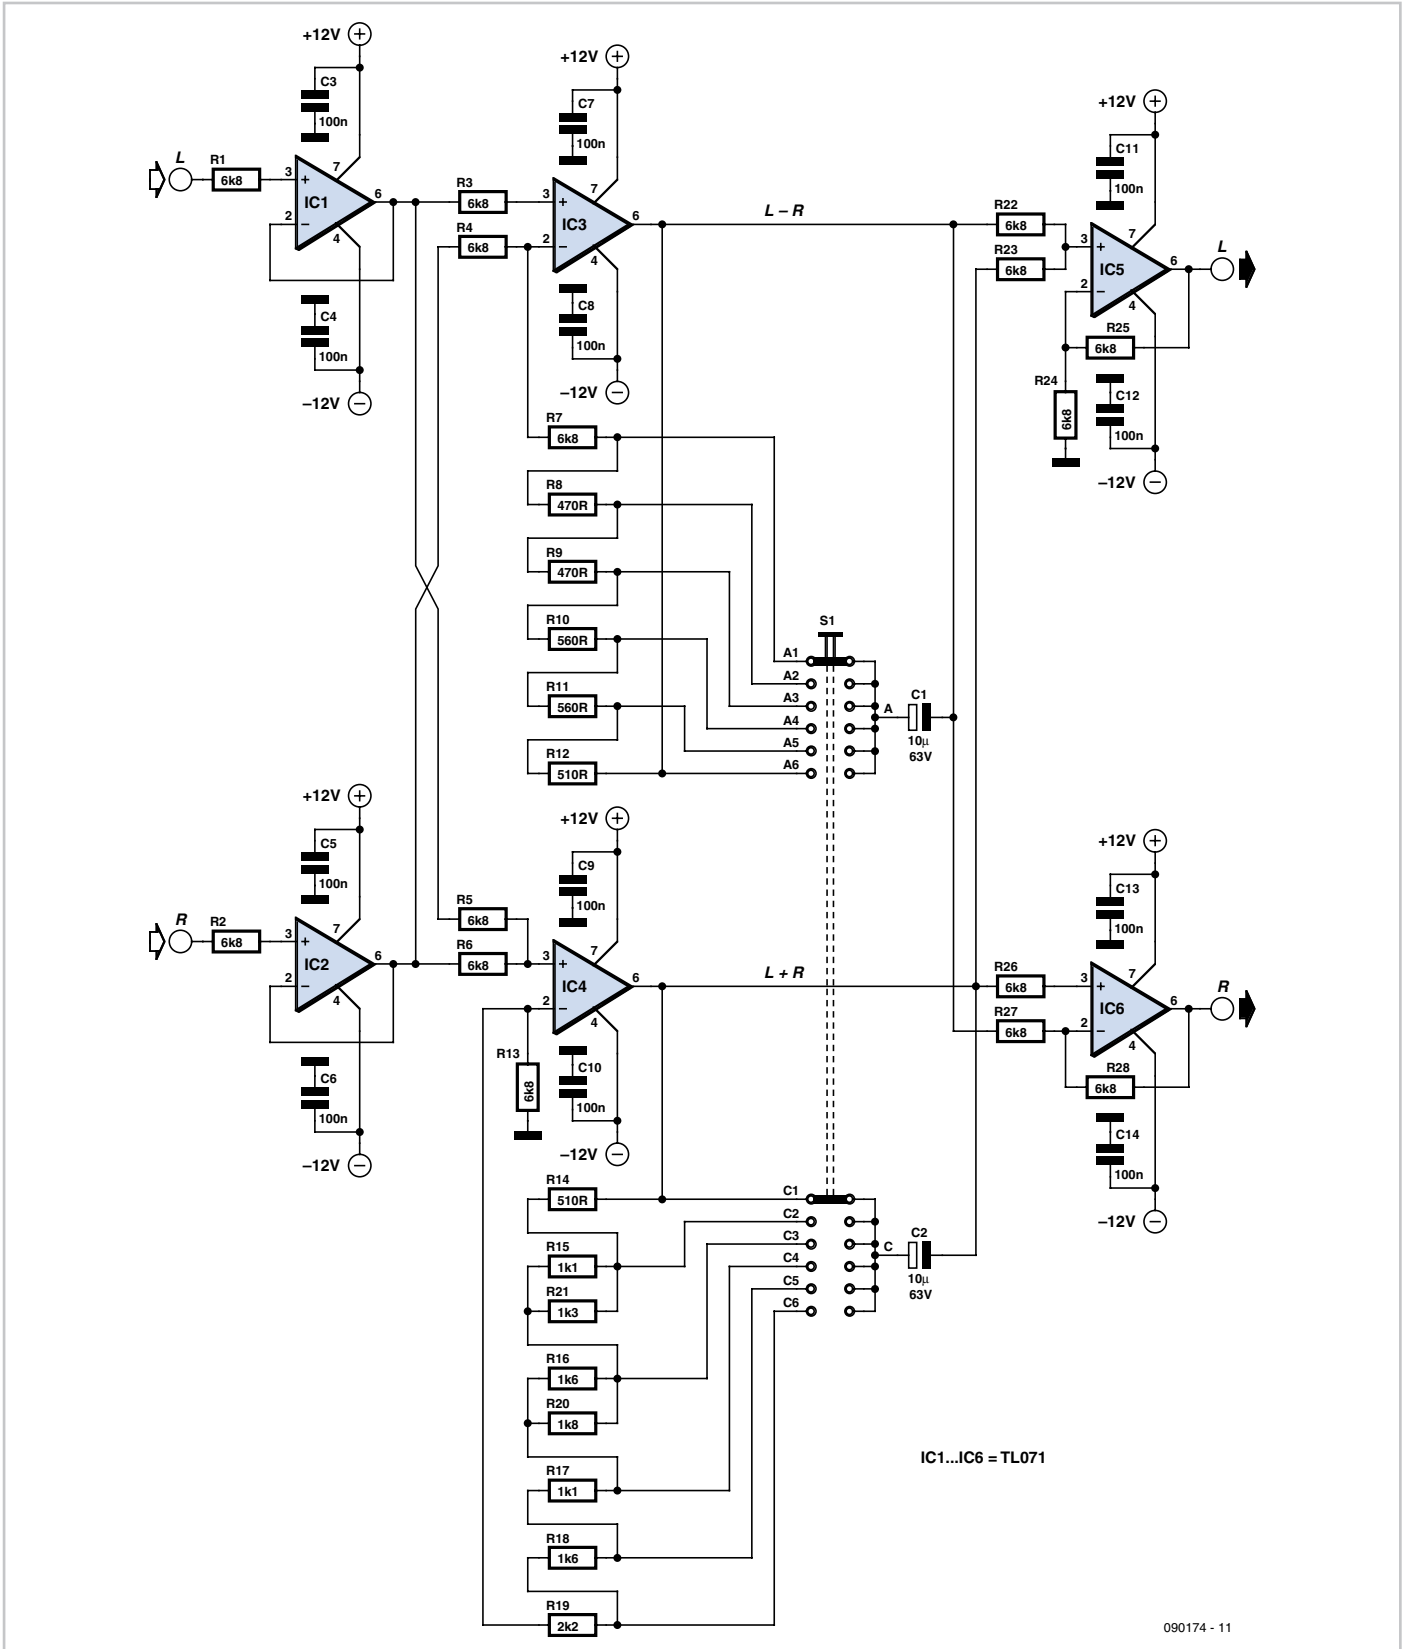 +12V
C3
100n
L
R1
6k8
3
+
7
IC1
6
2
–
4
C4
100n
–12V
+12V
C7
100n
R3
6k8
R4
6k8
3
+
7
IC3
6
2
–
4
C8
100n
–12V
L – R
+12V
C11
100n
R22
6k8
R23
6k8
3
+
7
IC5
6
2
–
4
L
R25
6k8
R24
6k8
C12
100n
–12V
R7
6k8
R8
470R
R9
470R
R10
560R
R11
560R
R12
510R
S1
A1
A2
A3
A4
A5
A6
A
C1
10µ
63V
+12V
C5
100n
R
R2
6k8
3
+
7
IC2
6
2
–
4
C6
100n
–12V
+12V
C9
100n
R5
6k8
R6
6k8
3
+
7
IC4
6
2
–
4
R13
6k8
C10
100n
–12V
L + R
+12V
C13
100n
R26
6k8
R27
6k8
3
+
7
IC6
6
2
–
4
R
R28
6k8
C14
100n
–12V
R14
510R
R15
1k1
R21
1k3
R16
1k6
R20
1k8
R17
1k1
R18
1k6
R19
2k2
C1
C2
C3
C4
C5
C6
C
C2
10µ
63V
IC1...IC6 = TL071
090174 - 11